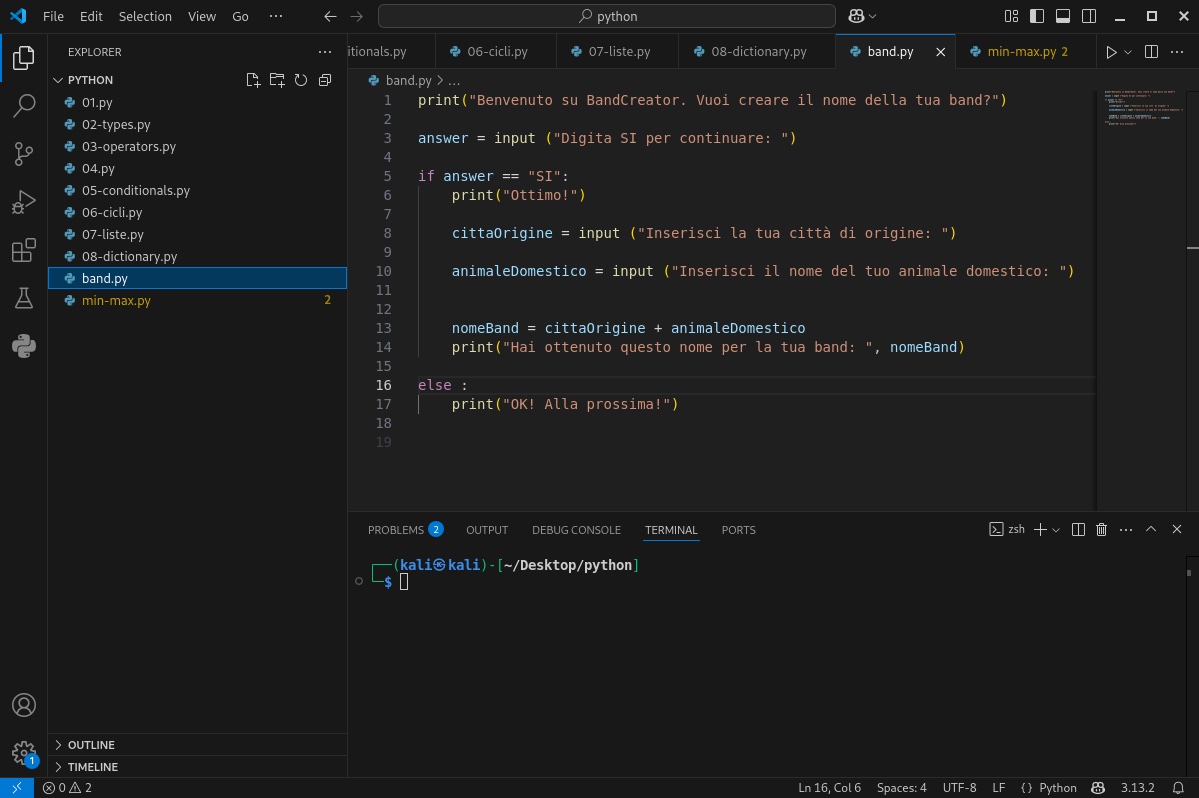 File Edit Selection View Go ··· python
EXPLORER ··· itionals.py 06-cicli.py 07-liste.py 08-dictionary.py band.py min-max.py 2 ···
PYTHON
band.py > ...
01.py
02-types.py
03-operators.py
04.py
05-conditionals.py
06-cicli.py
07-liste.py
08-dictionary.py
band.py
min-max.py 2
OUTLINE
TIMELINE
1 print("Benvenuto su BandCreator. Vuoi creare il nome della tua band?")
2
3 answer = input ("Digita SI per continuare: ")
4
5 if answer == "SI":
6 print("Ottimo!")
7
8 cittaOrigine = input ("Inserisci la tua città di origine: ")
9
10 animaleDomestico = input ("Inserisci il nome del tuo animale domestico: ")
11
12
13 nomeBand = cittaOrigine + animaleDomestico
14 print("Hai ottenuto questo nome per la tua band: ", nomeBand)
15
16 else :
17 print("OK! Alla prossima!")
18
19
PROBLEMS 2 OUTPUT DEBUG CONSOLE TERMINAL PORTS zsh ···
┌──(kali㉿kali)-[~/Desktop/python]
└─$
1
0 2 Ln 16, Col 6 Spaces: 4 UTF-8 LF {} Python 3.13.2